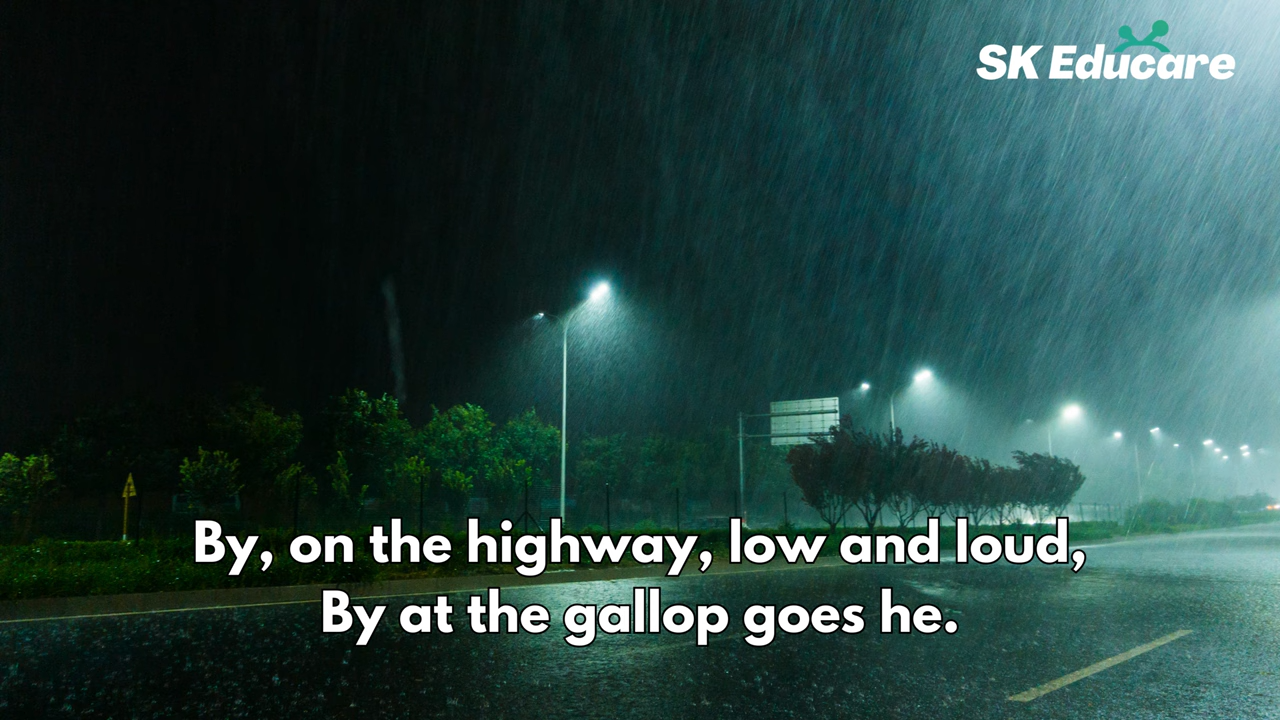 SK Educare
By, on the highway, low and loud,
By at the gallop goes he.